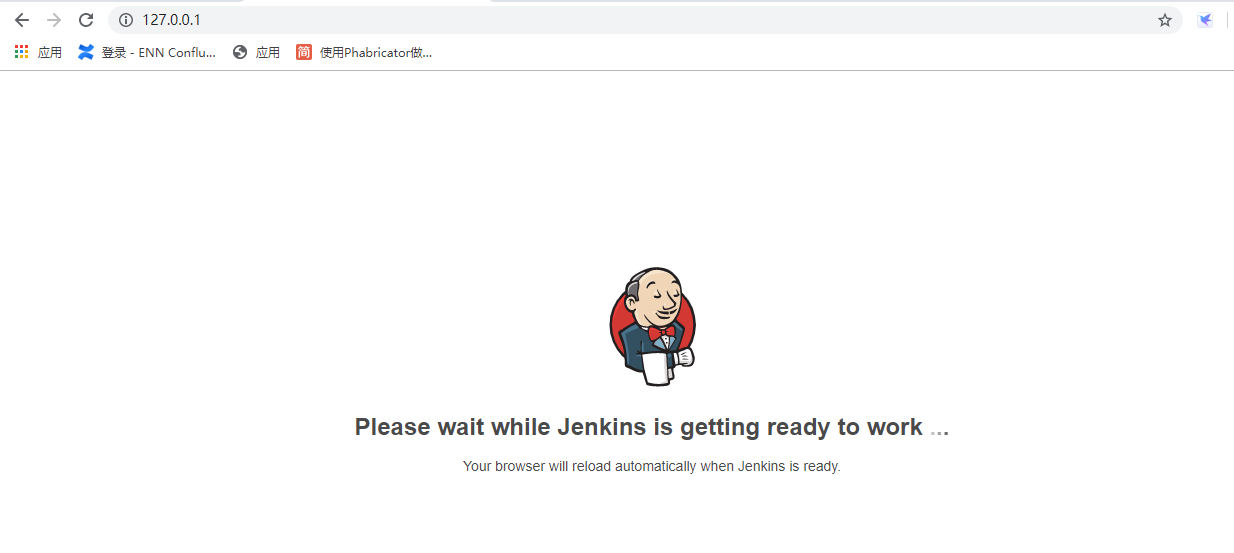 127.0.0.1
应用 登录 - ENN Conflu... 应用 简 使用Phabricator做...
Please wait while Jenkins is getting ready to work ...
Your browser will reload automatically when Jenkins is ready.